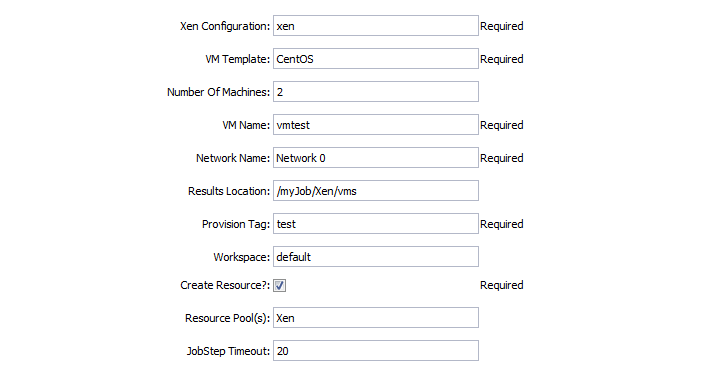 Xen Configuration: xen Required
VM Template: CentOS Required
Number Of Machines: 2
VM Name: vmtest Required
Network Name: Network 0 Required
Results Location: /myJob/Xen/vms
Provision Tag: test Required
Workspace: default
Create Resource?: Required
Resource Pool(s): Xen
JobStep Timeout: 20